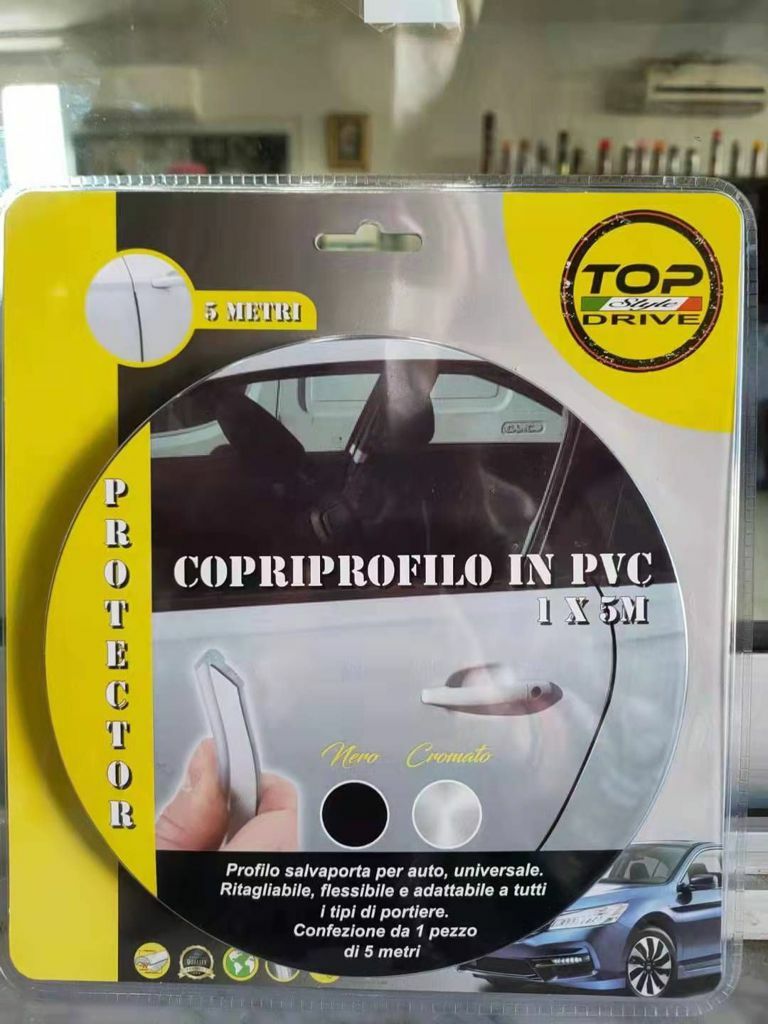 TOP
Style
DRIVE
5 METRI
PROTECTOR
COPRIPROFILO IN PVC
1 X 5M
Nero Cromato
Profilo salvaporta per auto, universale.
Ritagliabile, flessibile e adattabile a tutti
i tipi di portiere.
Confezione da 1 pezzo
di 5 metri